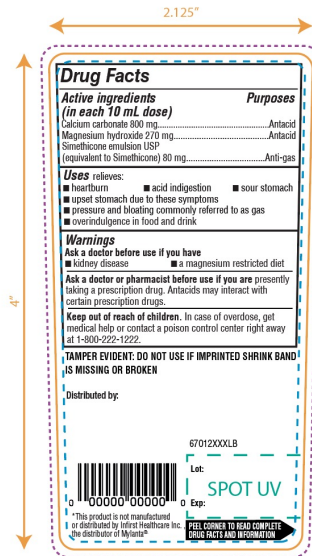 2.125"
4"
Drug Facts
Active ingredients Purposes
(in each 10 mL dose)
Calcium carbonate 800 mg..........................................Antacid
Magnesium hydroxide 270 mg.....................................Antacid
Simethicone emulsion USP
(equivalent to Simethicone) 80 mg..............................Anti-gas
Uses relieves:
■ heartburn ■ acid indigestion ■ sour stomach
■ upset stomach due to these symptoms
■ pressure and bloating commonly referred to as gas
■ overindulgence in food and drink
Warnings
Ask a doctor before use if you have
■ kidney disease ■ a magnesium restricted diet
Ask a doctor or pharmacist before use if you are presently
taking a prescription drug. Antacids may interact with
certain prescription drugs.
Keep out of reach of children. In case of overdose, get
medical help or contact a poison control center right away
at 1-800-222-1222.
TAMPER EVIDENT: DO NOT USE IF IMPRINTED SHRINK BAND
IS MISSING OR BROKEN
Distributed by:
67012XXXLB
Lot:
SPOT UV
Exp:
0 00000 00000 0
*This product is not manufactured
or distributed by Infirst Healthcare Inc.,
the distributor of Mylanta®
PEEL CORNER TO READ COMPLETE
DRUG FACTS AND INFORMATION